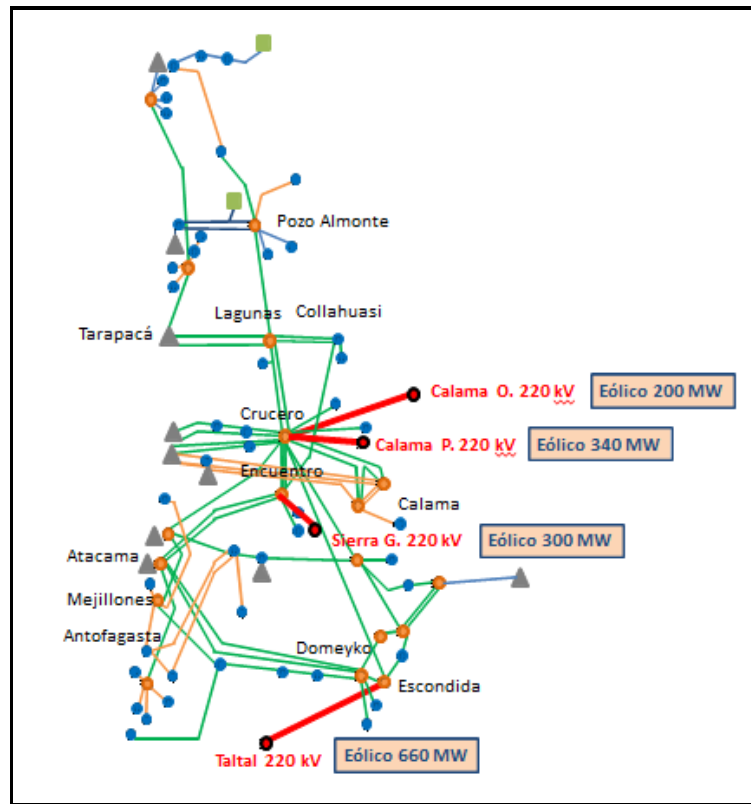 Pozo Almonte
Lagunas Collahuasi
Tarapacá
Calama O. 220 kV Eólico 200 MW
Crucero
Calama P. 220 kV Eólico 340 MW
Encuentro
Calama
Sierra G. 220 kV Eólico 300 MW
Atacama
Mejillones
Antofagasta
Domeyko
Escondida
Taltal 220 kV Eólico 660 MW